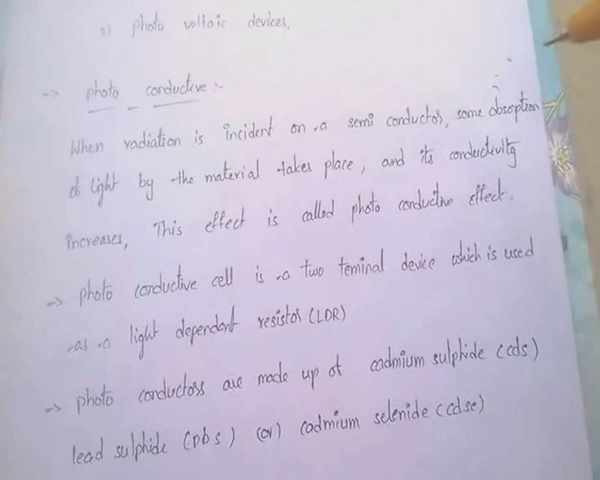 2) photo voltaic devices.
-> photo conductive :-
When radiation is incident on a semi conductor, some absorption
of light by the material takes place, and its conductivity
increases, This effect is called photo conductive effect.
-> photo conductive cell is a two teminal device which is used
as a light dependant resistor (LDR)
-> photo conductors are made up of cadmium sulphide (cds)
lead sulphide (pbs) (or) cadmium selenide (cdse)